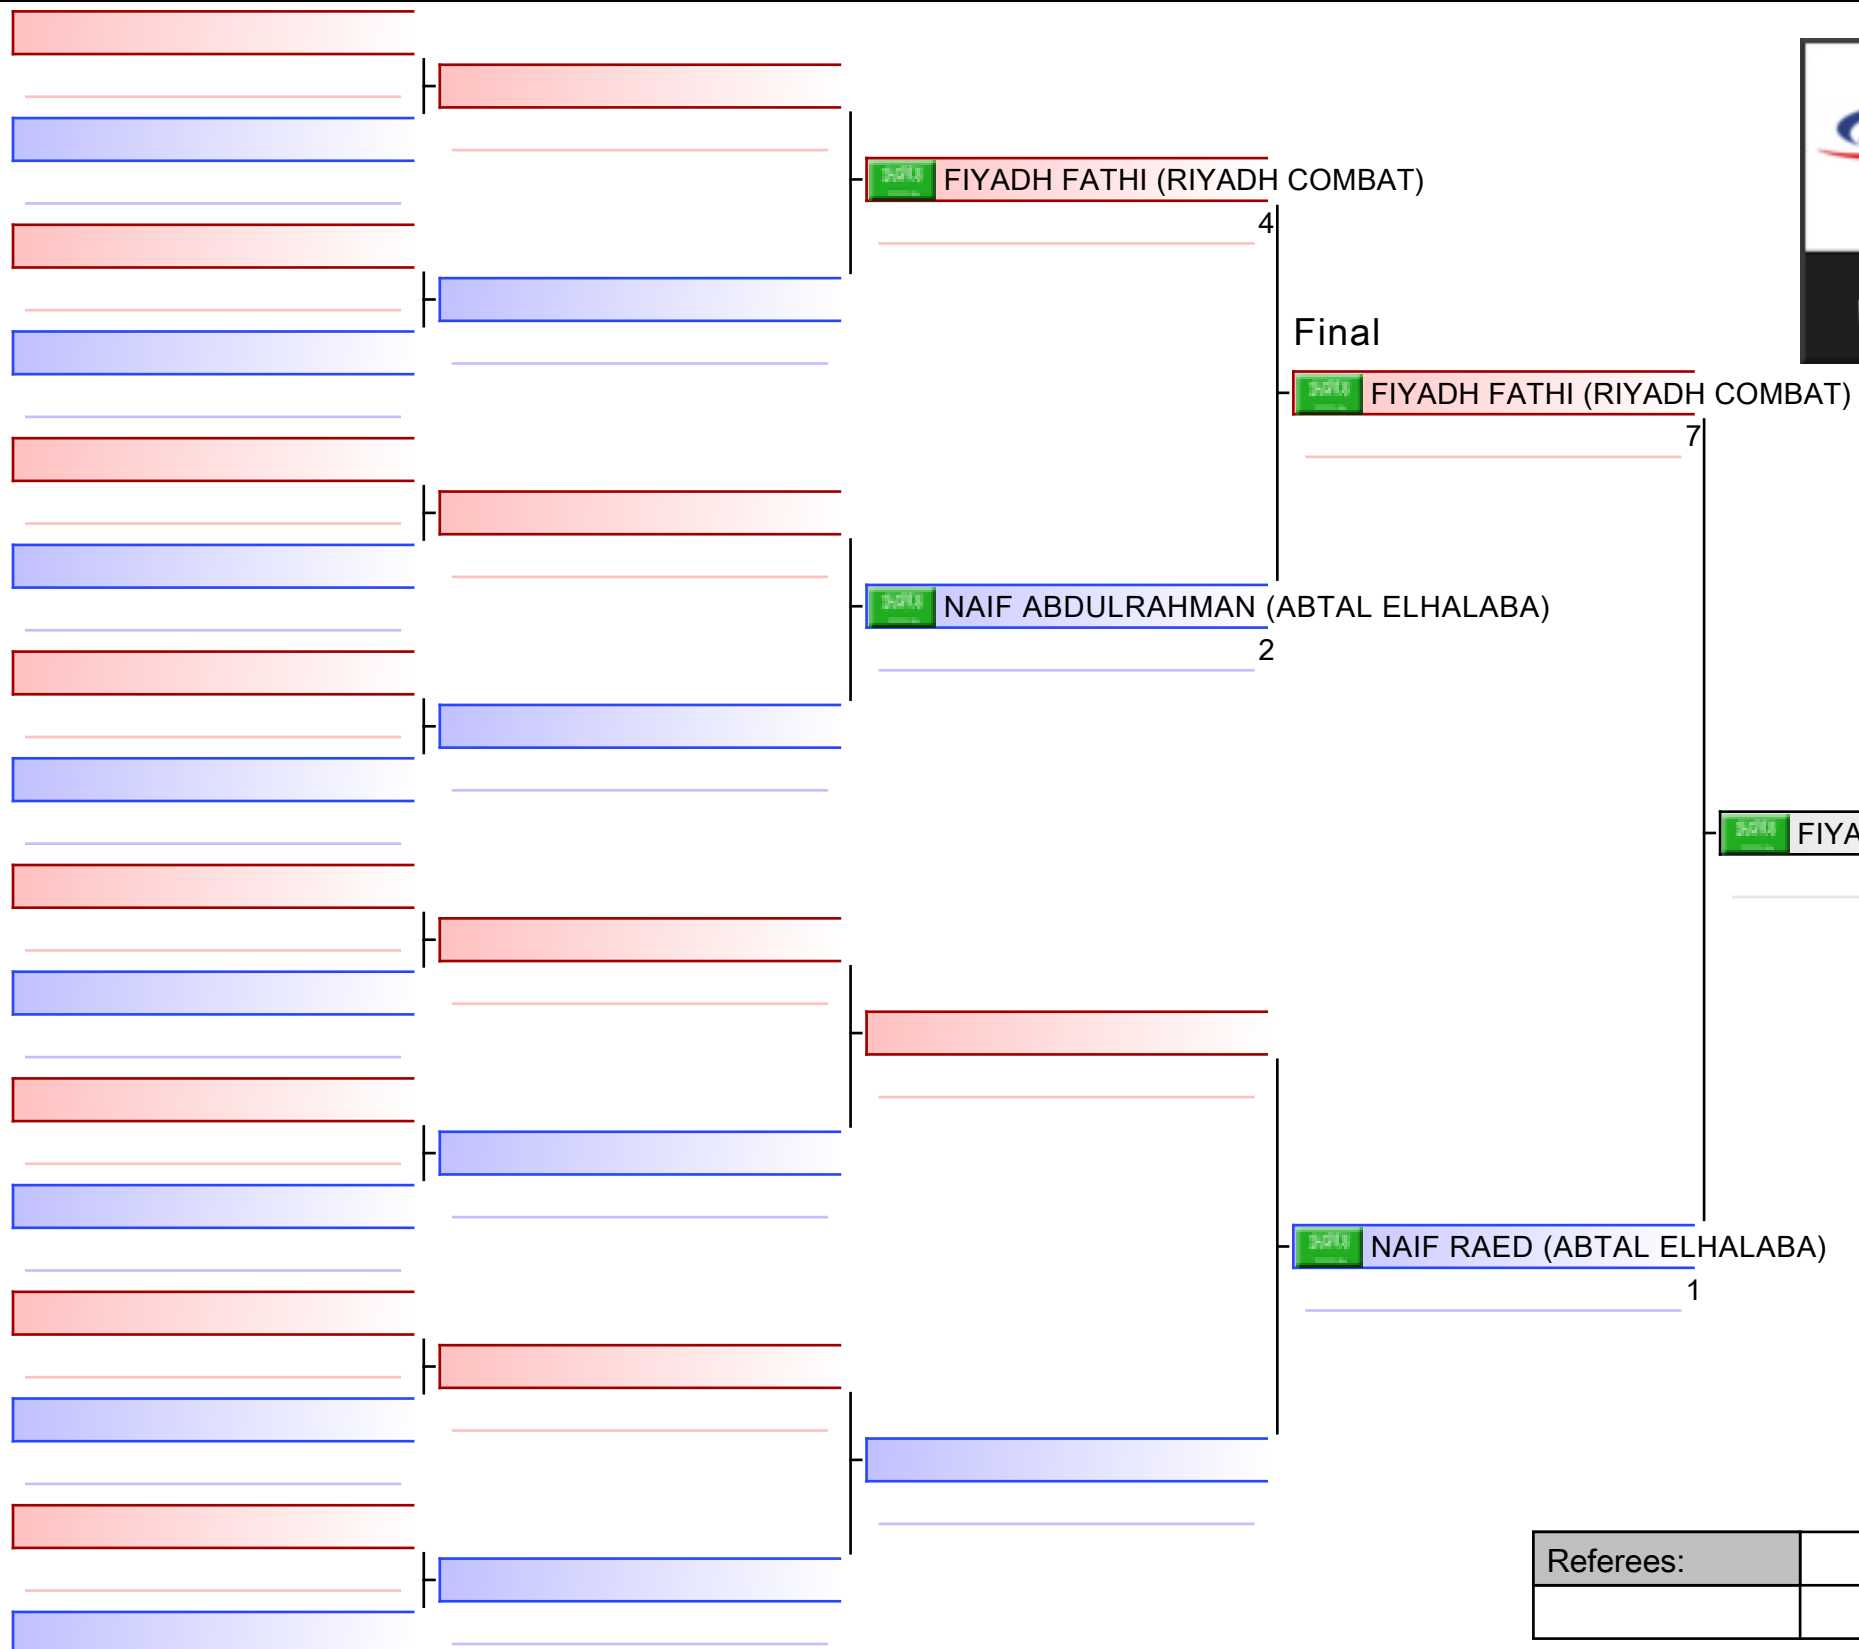 FIYADH FATHI (RIYADH COMBAT)
4
Final
FIYADH FATHI (RIYADH COMBAT)
7
NAIF ABDULRAHMAN (ABTAL ELHALABA)
2
FIYA
NAIF RAED (ABTAL ELHALABA)
1
Referees: